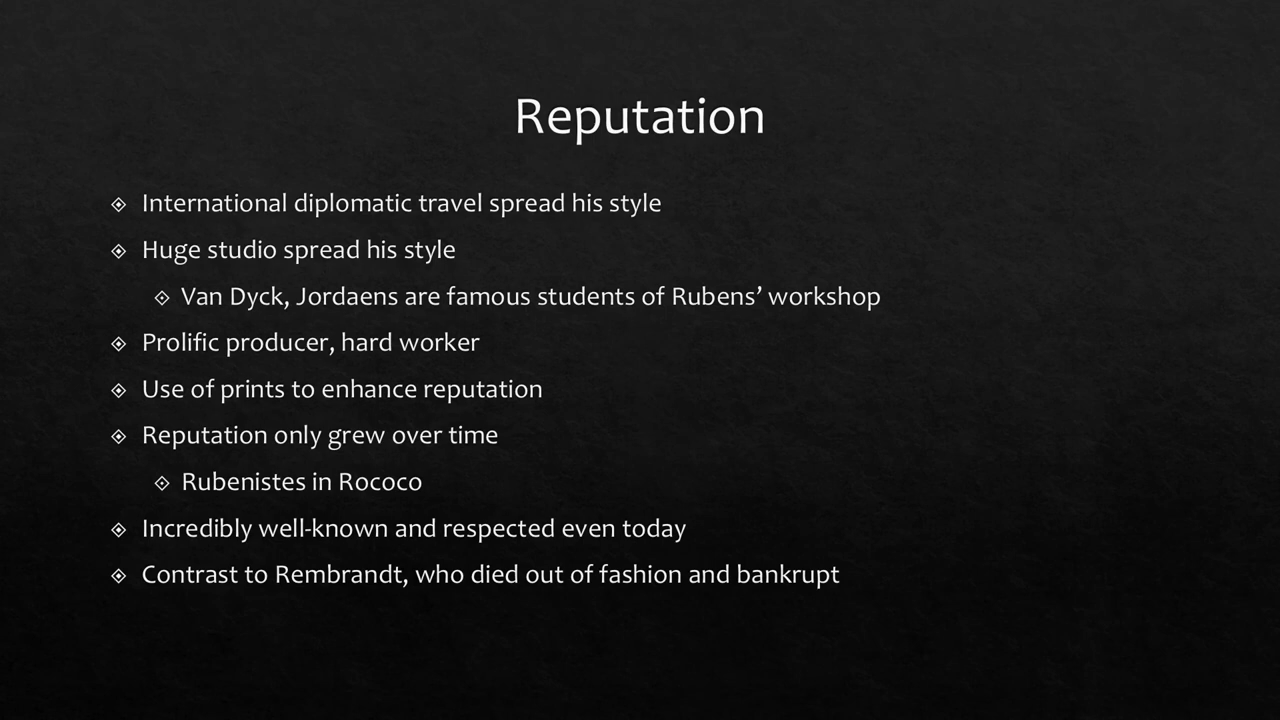 Reputation
International diplomatic travel spread his style
Huge studio spread his style
Van Dyck, Jordaens are famous students of Rubens’ workshop
Prolific producer, hard worker
Use of prints to enhance reputation
Reputation only grew over time
Rubenistes in Rococo
Incredibly well-known and respected even today
Contrast to Rembrandt, who died out of fashion and bankrupt